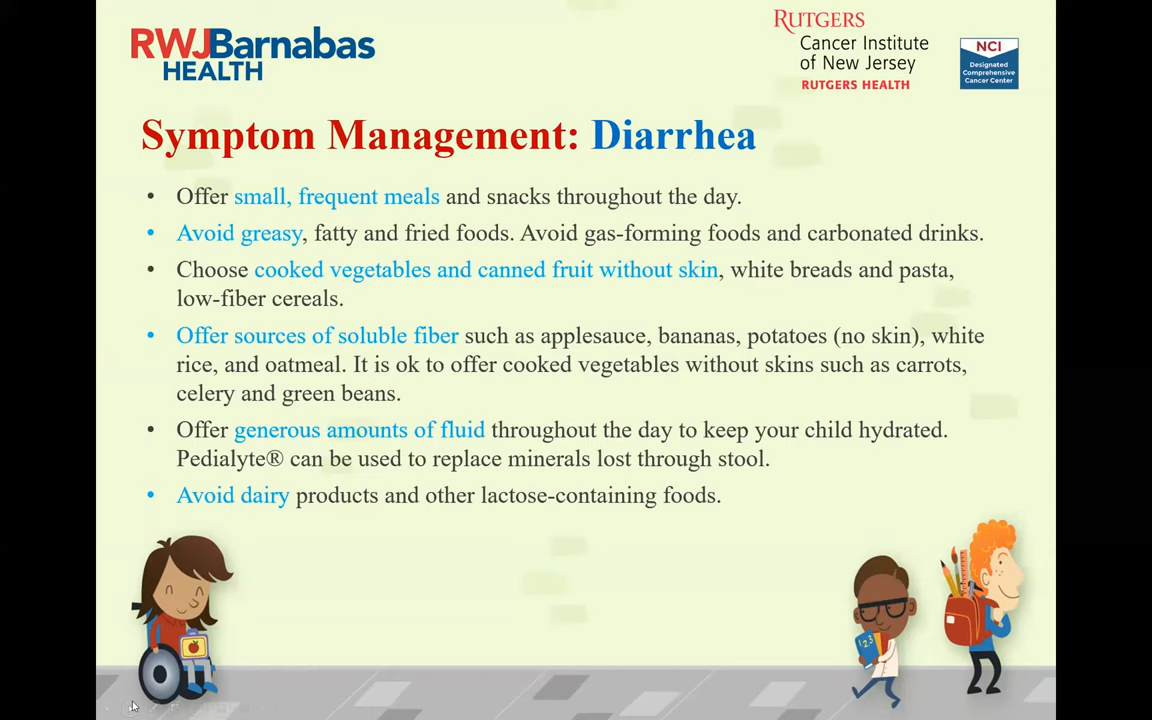 RWJBarnabas
HEALTH
RUTGERS
Cancer Institute
of New Jersey
RUTGERS HEALTH
NCI
Designated
Comprehensive
Cancer Center
Symptom Management: Diarrhea
• Offer small, frequent meals and snacks throughout the day.
• Avoid greasy, fatty and fried foods. Avoid gas-forming foods and carbonated drinks.
• Choose cooked vegetables and canned fruit without skin, white breads and pasta,
low-fiber cereals.
• Offer sources of soluble fiber such as applesauce, bananas, potatoes (no skin), white
rice, and oatmeal. It is ok to offer cooked vegetables without skins such as carrots,
celery and green beans.
• Offer generous amounts of fluid throughout the day to keep your child hydrated.
Pedialyte® can be used to replace minerals lost through stool.
• Avoid dairy products and other lactose-containing foods.
123